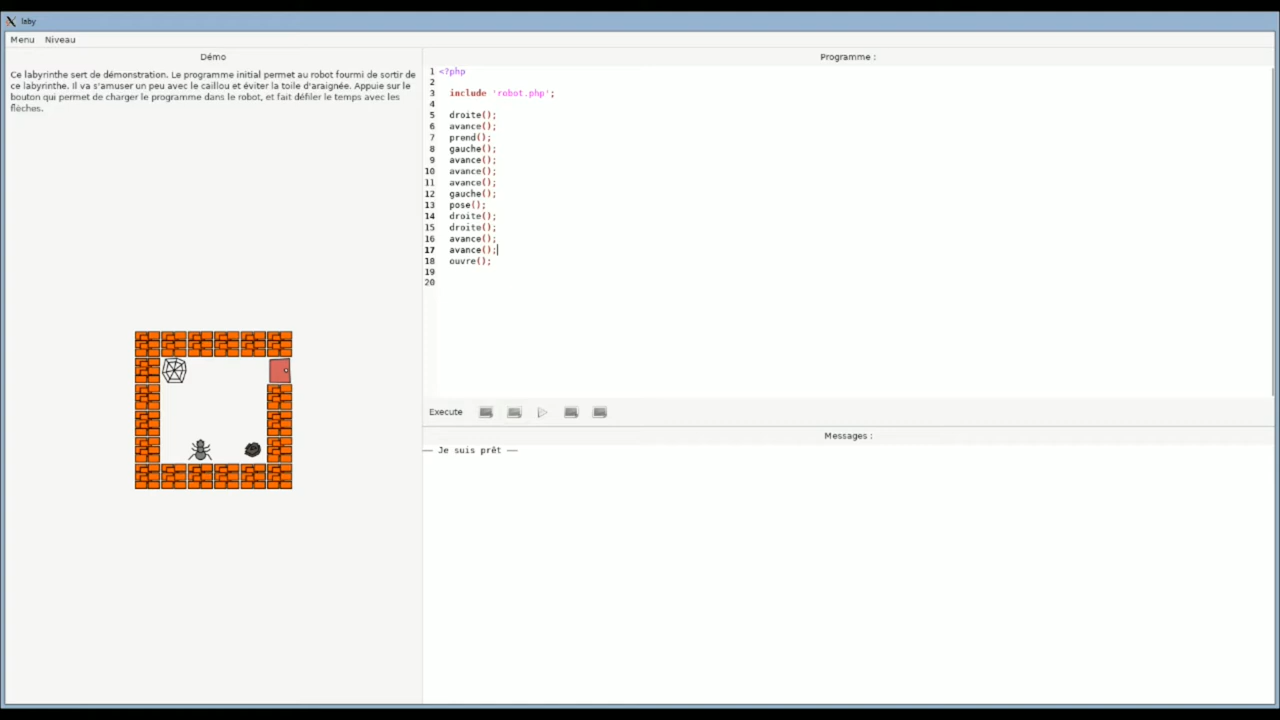 laby
Menu Niveau
Démo
Ce labyrinthe sert de démonstration. Le programme initial permet au robot fourmi de sortir de
ce labyrinthe. Il va s'amuser un peu avec le caillou et éviter la toile d'araignée. Appuie sur le
bouton qui permet de charger le programme dans le robot, et fait défiler le temps avec les
flèches.
Programme :
1 <?php
2
3 include 'robot.php';
4
5 droite();
6 avance();
7 prend();
8 gauche();
9 avance();
10 avance();
11 avance();
12 gauche();
13 pose();
14 droite();
15 droite();
16 avance();
17 avance();
18 ouvre();
19
20
Execute
Messages :
— Je suis prêt —